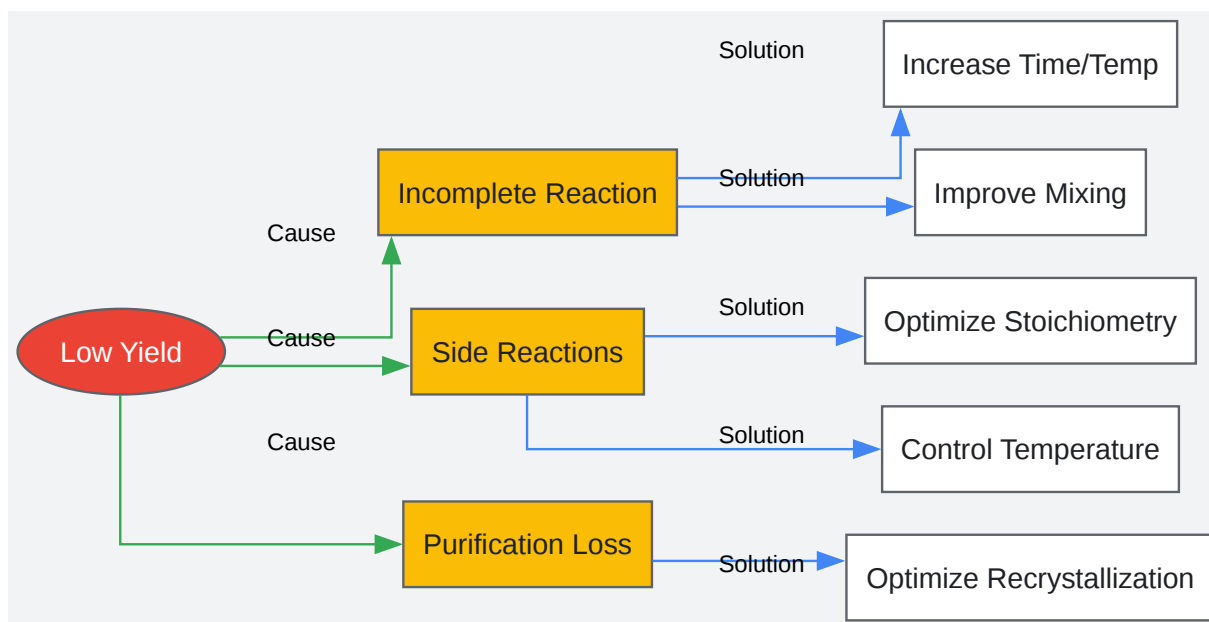 Solution
Increase Time/Temp
Incomplete Reaction
Solution
Improve Mixing
Cause
Solution
Optimize Stoichiometry
Low Yield
Cause
Side Reactions
Cause
Solution
Control Temperature
Purification Loss
Solution
Optimize Recrystallization